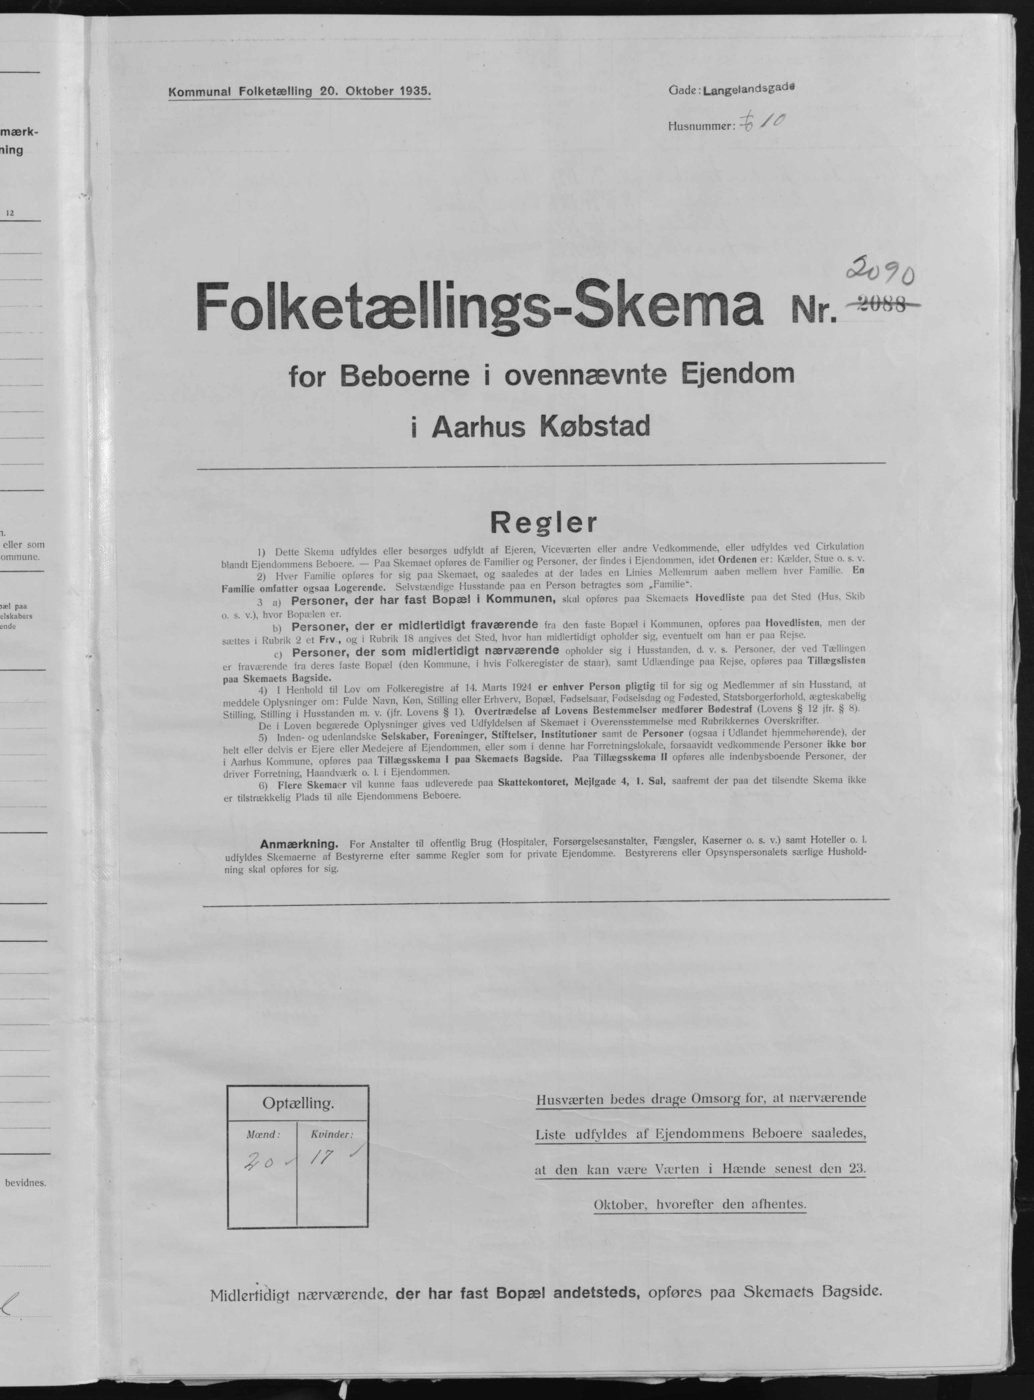 mærk-
ning
12
eller som
ommune.
pæl paa
elskabers
ende
bevidnes.
Kommunal Folketælling 20. Oktober 1935.
Gade: Langelandsgade
Husnummer: 10
2090
Folketællings-Skema Nr. 2088
for Beboerne i ovennævnte Ejendom
i Aarhus Købstad
Regler
1) Dette Skema udfyldes eller besørges udfyldt af Ejeren, Viceværten eller andre Vedkommende, eller udfyldes ved Cirkulation
blandt Ejendommens Beboere. — Paa Skemaet opføres de Familier og Personer, der findes i Ejendommen, idet Ordenen er: Kælder, Stue o. s. v.
2) Hver Familie opføres for sig paa Skemaet, og saaledes at der lades en Linies Mellemrum aaben mellem hver Familie. En
Familie omfatter ogsaa Logerende. Selvstændige Husstande paa en Person betragtes som „Familie“.
3 a) Personer, der har fast Bopæl i Kommunen, skal opføres paa Skemaets Hovedliste paa det Sted (Hus, Skib
o. s. v.), hvor Bopælen er.
b) Personer, der er midlertidigt fraværende fra den faste Bopæl i Kommunen, opføres paa Hovedlisten, men der
sættes i Rubrik 2 et Frv., og i Rubrik 18 angives det Sted, hvor han midlertidigt opholder sig, eventuelt om han er paa Rejse.
c) Personer, der som midlertidigt nærværende opholder sig i Husstanden, d. v. s. Personer, der ved Tællingen
er fraværende fra deres faste Bopæl (den Kommune, i hvis Folkeregister de staar), samt Udlændinge paa Rejse, opføres paa Tillægslisten
paa Skemaets Bagside.
4) I Henhold til Lov om Folkeregistre af 14. Marts 1924 er enhver Person pligtig til for sig og Medlemmer af sin Husstand, at
meddele Oplysninger om: Fulde Navn, Køn, Stilling eller Erhverv, Bopæl, Fødselsaar, Fødselsdag og Fødested, Statsborgerforhold, ægteskabelig
Stilling, Stilling i Husstanden m. v. (jfr. Lovens § 1). Overtrædelse af Lovens Bestemmelser medfører Bødestraf (Lovens § 12 jfr. § 8).
De i Loven begærede Oplysninger gives ved Udfyldelsen af Skemaet i Overensstemmelse med Rubrikkernes Overskrifter.
5) Inden- og udenlandske Selskaber, Foreninger, Stiftelser, Institutioner samt de Personer (ogsaa i Udlandet hjemmehørende), der
helt eller delvis er Ejere eller Medejere af Ejendommen, eller som i denne har Forretningslokale, forsaavidt vedkommende Personer ikke bor
i Aarhus Kommune, opføres paa Tillægsskema I paa Skemaets Bagside. Paa Tillægsskema II opføres alle indenbysboende Personer, der
driver Forretning, Haandværk o. l. i Ejendommen.
6) Flere Skemaer vil kunne faas udleverede paa Skattekontoret, Mejlgade 4, 1. Sal, saafremt der paa det tilsendte Skema ikke
er tilstrækkelig Plads til alle Ejendommens Beboere.
Anmærkning. For Anstalter til offentlig Brug (Hospitaler, Forsørgelsesanstalter, Fængsler, Kaserner o. s. v.) samt Hoteller o. l.
udfyldes Skemaerne af Bestyrerne efter samme Regler som for private Ejendomme. Bestyrerens eller Opsynspersonalets særlige Hushold-
ning skal opføres for sig.
Optælling.
Mænd: Kvinder:
20 17
Husværten bedes drage Omsorg for, at nærværende
Liste udfyldes af Ejendommens Beboere saaledes,
at den kan være Værten i Hænde senest den 23.
Oktober, hvorefter den afhentes.
Midlertidigt nærværende, der har fast Bopæl andetsteds, opføres paa Skemaets Bagside.